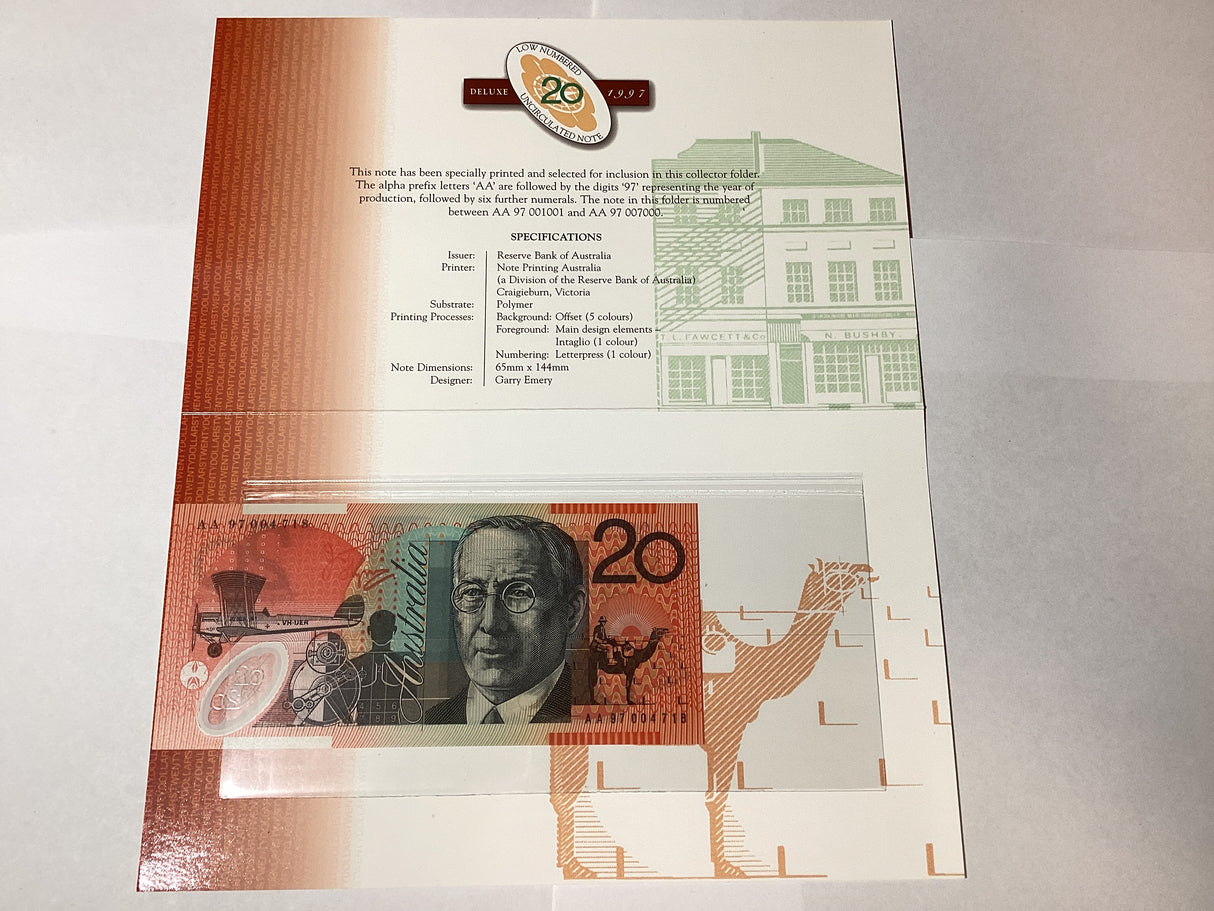 LOW NUMBERED
DELUXE 20 1997
UNCIRCULATED NOTE
This note has been specially printed and selected for inclusion in this collector folder.
The alpha prefix letters ‘AA’ are followed by the digits ‘97’ representing the year of
production, followed by six further numerals. The note in this folder is numbered
between AA 97 001001 and AA 97 007000.
SPECIFICATIONS
Issuer: Reserve Bank of Australia
Printer: Note Printing Australia
(a Division of the Reserve Bank of Australia)
Craigieburn, Victoria
Substrate: Polymer
Printing Processes: Background: Offset (5 colours)
Foreground: Main design elements –
Intaglio (1 colour)
Numbering: Letterpress (1 colour)
Note Dimensions: 65mm x 144mm
Designer: Garry Emery
T. L. FAWCETT & Co
N. BUSHBY.
AA 97 004718
20
Australia
VH-UER
AA 97 004718